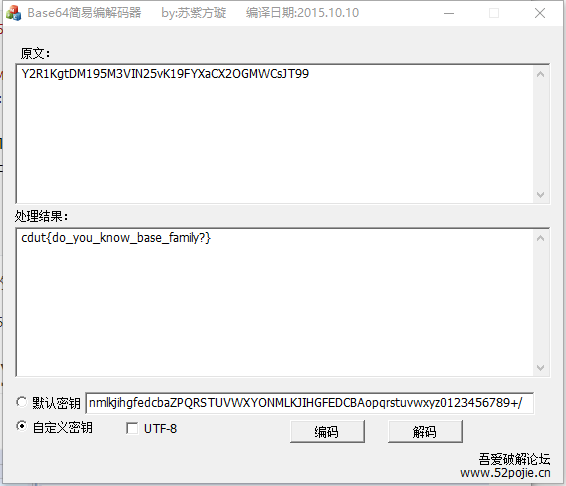 Base64简易编解码器 by:苏紫方璇 编译日期:2015.10.10
原文：
Y2R1KgtDM195M3VIN25vK19FYXaCX2OGMWCsJT99
处理结果：
cdut{do_you_know_base_family?}
默认密钥 nmlkjihgfedcbaZPQRSTUVWXYONMLKJIHGFEDCBAopqrstuvwxyz0123456789+/
自定义密钥 UTF-8 编码 解码
吾爱破解论坛
www.52pojie.cn